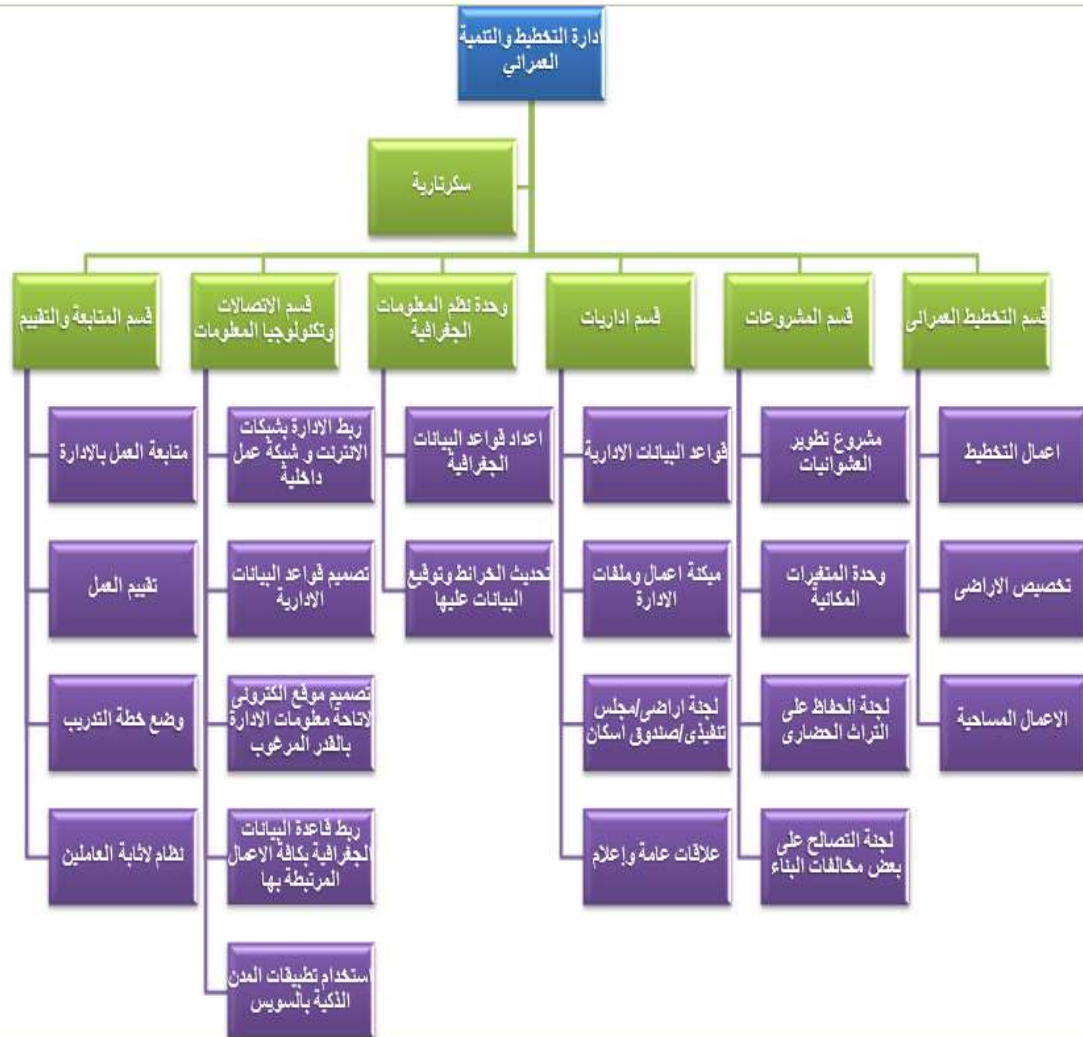 ادارة التخطيط والتنمية
العمراني
سكرتارية
قسم التخطيط العمرانى
قسم المشروعات
قسم اداريات
وحدة نظم المعلومات
الجغرافية
قسم الاتصالات
وتكنولوجيا المعلومات
قسم المتابعة والتقييم
اعمال التخطيط
تخصيص الاراضى
الاعمال المساحية
مشروع تطوير
العشوانيات
وحدة المتغيرات
المكانية
لجنة الحفاظ على
التراث الحضارى
لجنة التصالح على
بعض مخالفات البناء
قواعد البيانات الادارية
ميكنة اعمال وملفات
الادارة
لجنة اراضى/مجلس
تنفيذى/صندوق اسكان
علاقات عامة وإعلام
اعداد قواعد البيانات
الجغرافية
تحديث الخرائط وتوقيع
البيانات عليها
ربط الادارة بشبكات
الانترنت و شبكة عمل
داخلية
تصميم قواعد البيانات
الادارية
تصميم موقع الكترونى
لاتاحة معلومات الادارة
بالقدر المرغوب
ربط قاعدة البيانات
الجغرافية بكافة الاعمال
المرتبطة بها
استخدام تطبيقات المدن
الذكية بالسويس
متابعة العمل بالادارة
تقييم العمل
وضع خطة التدريب
نظام لاثابة العاملين